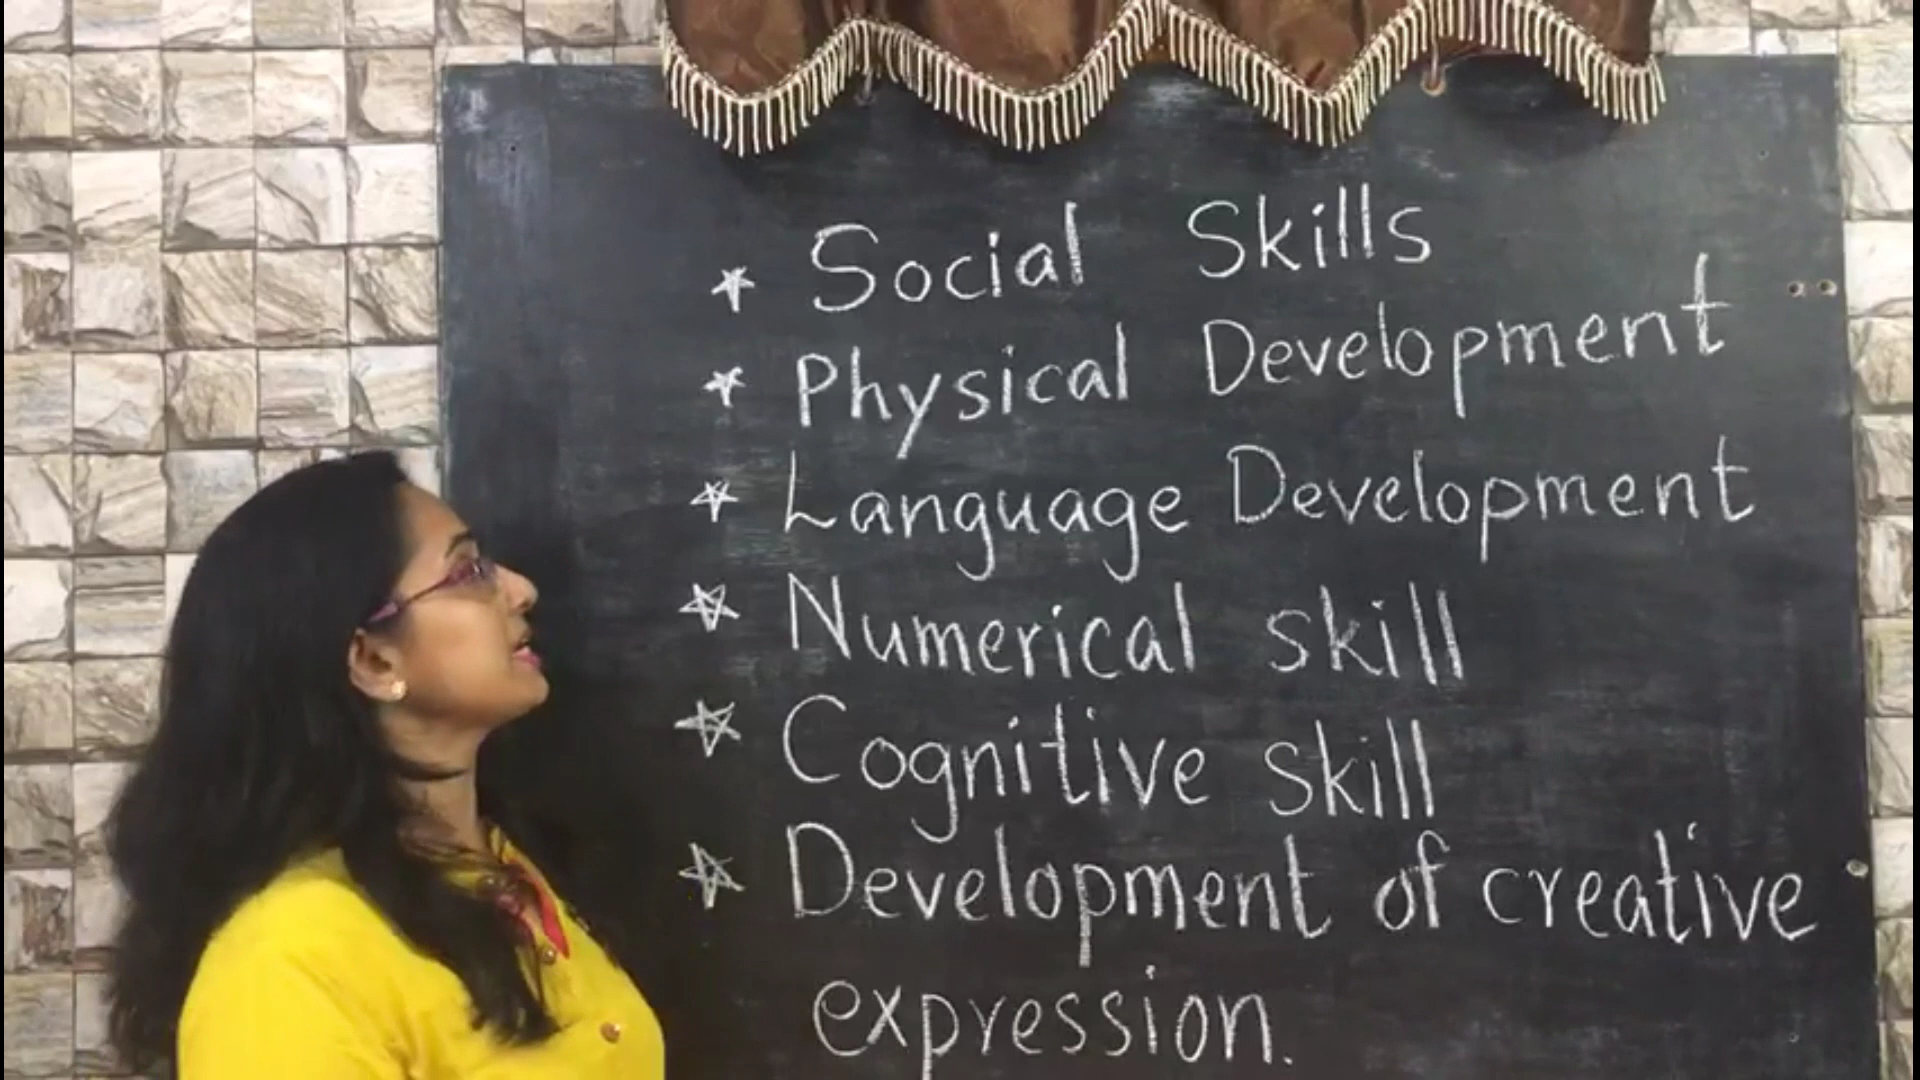 * Social Skills
* Physical Development
* Language Development
* Numerical skill
* Cognitive skill
* Development of creative
expression.